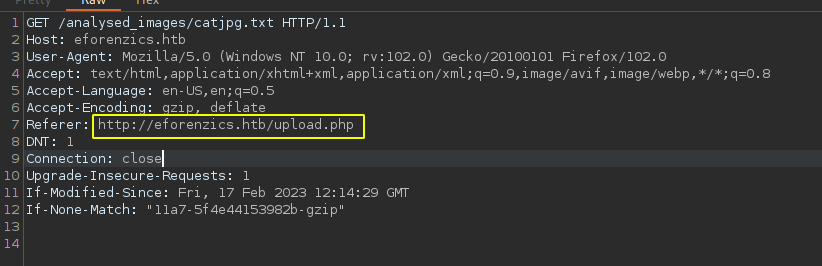 Raw Hex
1 GET /analysed_images/catjpg.txt HTTP/1.1
2 Host: eforenzics.htb
3 User-Agent: Mozilla/5.0 (Windows NT 10.0; rv:102.0) Gecko/20100101 Firefox/102.0
4 Accept: text/html,application/xhtml+xml,application/xml;q=0.9,image/avif,image/webp,*/*;q=0.8
5 Accept-Language: en-US,en;q=0.5
6 Accept-Encoding: gzip, deflate
7 Referer: http://eforenzics.htb/upload.php
8 DNT: 1
9 Connection: close
10 Upgrade-Insecure-Requests: 1
11 If-Modified-Since: Fri, 17 Feb 2023 12:14:29 GMT
12 If-None-Match: "11a7-5f4e44153982b-gzip"
13
14